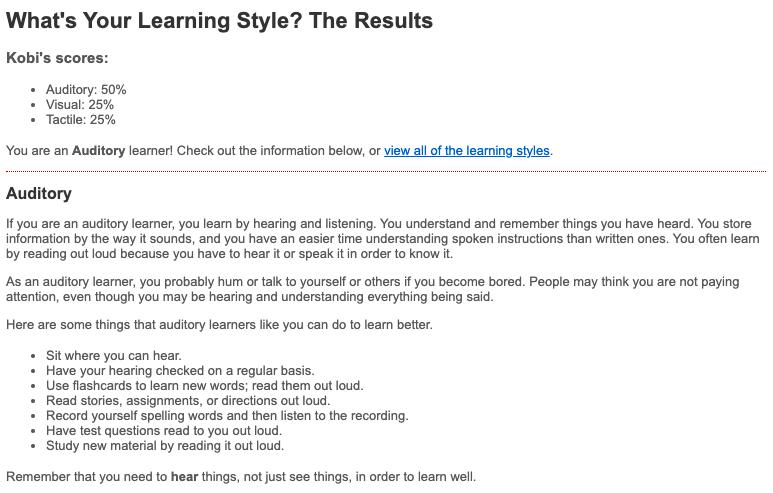 What's Your Learning Style? The Results
Kobi's scores:
• Auditory: 50%
• Visual: 25%
• Tactile: 25%
You are an Auditory learner! Check out the information below, or view all of the learning styles.
Auditory
If you are an auditory learner, you learn by hearing and listening. You understand and remember things you have heard. You store
information by the way it sounds, and you have an easier time understanding spoken instructions than written ones. You often learn
by reading out loud because you have to hear it or speak it in order to know it.
As an auditory learner, you probably hum or talk to yourself or others if you become bored. People may think you are not paying
attention, even though you may be hearing and understanding everything being said.
Here are some things that auditory learners like you can do to learn better.
• Sit where you can hear.
• Have your hearing checked on a regular basis.
• Use flashcards to learn new words; read them out loud.
• Read stories, assignments, or directions out loud.
• Record yourself spelling words and then listen to the recording.
• Have test questions read to you out loud.
• Study new material by reading it out loud.
Remember that you need to hear things, not just see things, in order to learn well.